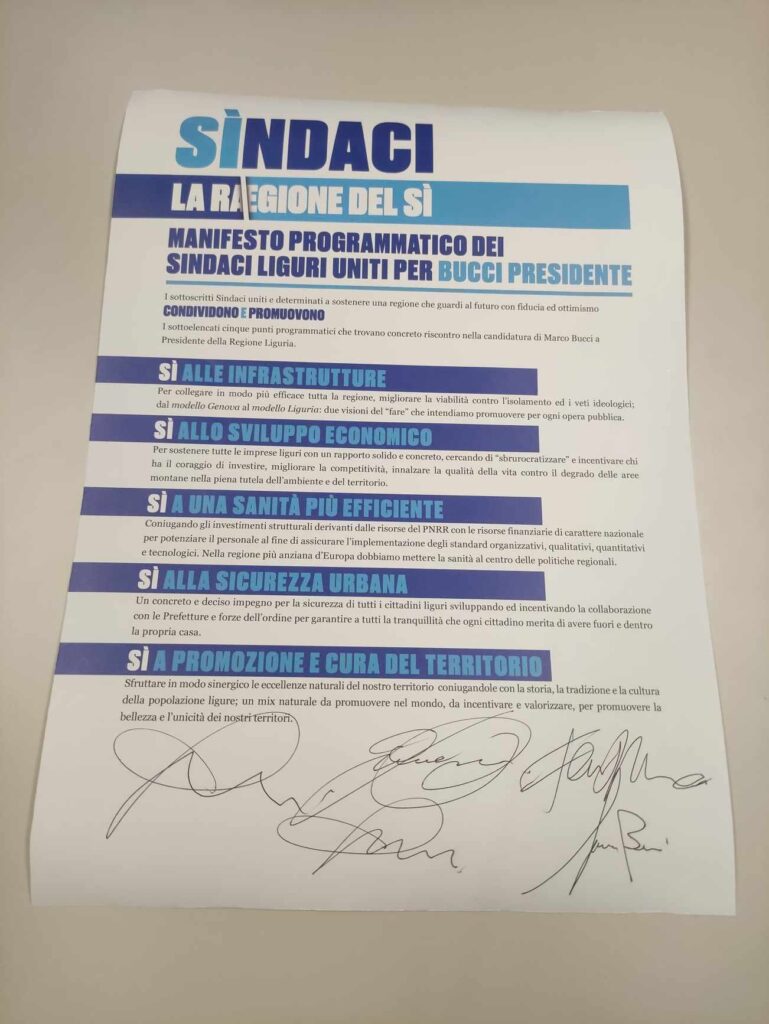 SÌNDACI
LA RAEGIONE DEL SÌ
MANIFESTO PROGRAMMATICO DEI
SINDACI LIGURI UNITI PER BUCCI PRESIDENTE
I sottoscritti Sindaci uniti e determinati a sostenere una regione che guardi al futuro con fiducia ed ottimismo
CONDIVIDONO E PROMUOVONO
I sottoelencati cinque punti programmatici che trovano concreto riscontro nella candidatura di Marco Bucci a
Presidente della Regione Liguria.
SÌ ALLE INFRASTRUTTURE
Per collegare in modo più efficace tutta la regione, migliorare la viabilità contro l'isolamento ed i veti ideologici;
dal modello Genova al modello Liguria: due visioni del "fare" che intendiamo promuovere per ogni opera pubblica.
SÌ ALLO SVILUPPO ECONOMICO
Per sostenere tutte le imprese liguri con un rapporto solido e concreto, cercando di "sbrurocratizzare" e incentivare chi
ha il coraggio di investire, migliorare la competitività, innalzare la qualità della vita contro il degrado delle aree
montane nella piena tutela dell'ambiente e del territorio.
SÌ A UNA SANITÀ PIÙ EFFICIENTE
Coniugando gli investimenti strutturali derivanti dalle risorse del PNRR con le risorse finanziarie di carattere nazionale
per potenziare il personale al fine di assicurare l'implementazione degli standard organizzativi, qualitativi, quantitativi
e tecnologici. Nella regione più anziana d'Europa dobbiamo mettere la sanità al centro delle politiche regionali.
SÌ ALLA SICUREZZA URBANA
Un concreto e deciso impegno per la sicurezza di tutti i cittadini liguri sviluppando ed incentivando la collaborazione
con le Prefetture e forze dell'ordine per garantire a tutti la tranquillità che ogni cittadino merita di avere fuori e dentro
la propria casa.
SÌ A PROMOZIONE E CURA DEL TERRITORIO
Sfruttare in modo sinergico le eccellenze naturali del nostro territorio coniugandole con la storia, la tradizione e la cultura
della popolazione ligure; un mix naturale da promuovere nel mondo, da incentivare e valorizzare, per promuovere la
bellezza e l'unicità dei nostri territori.